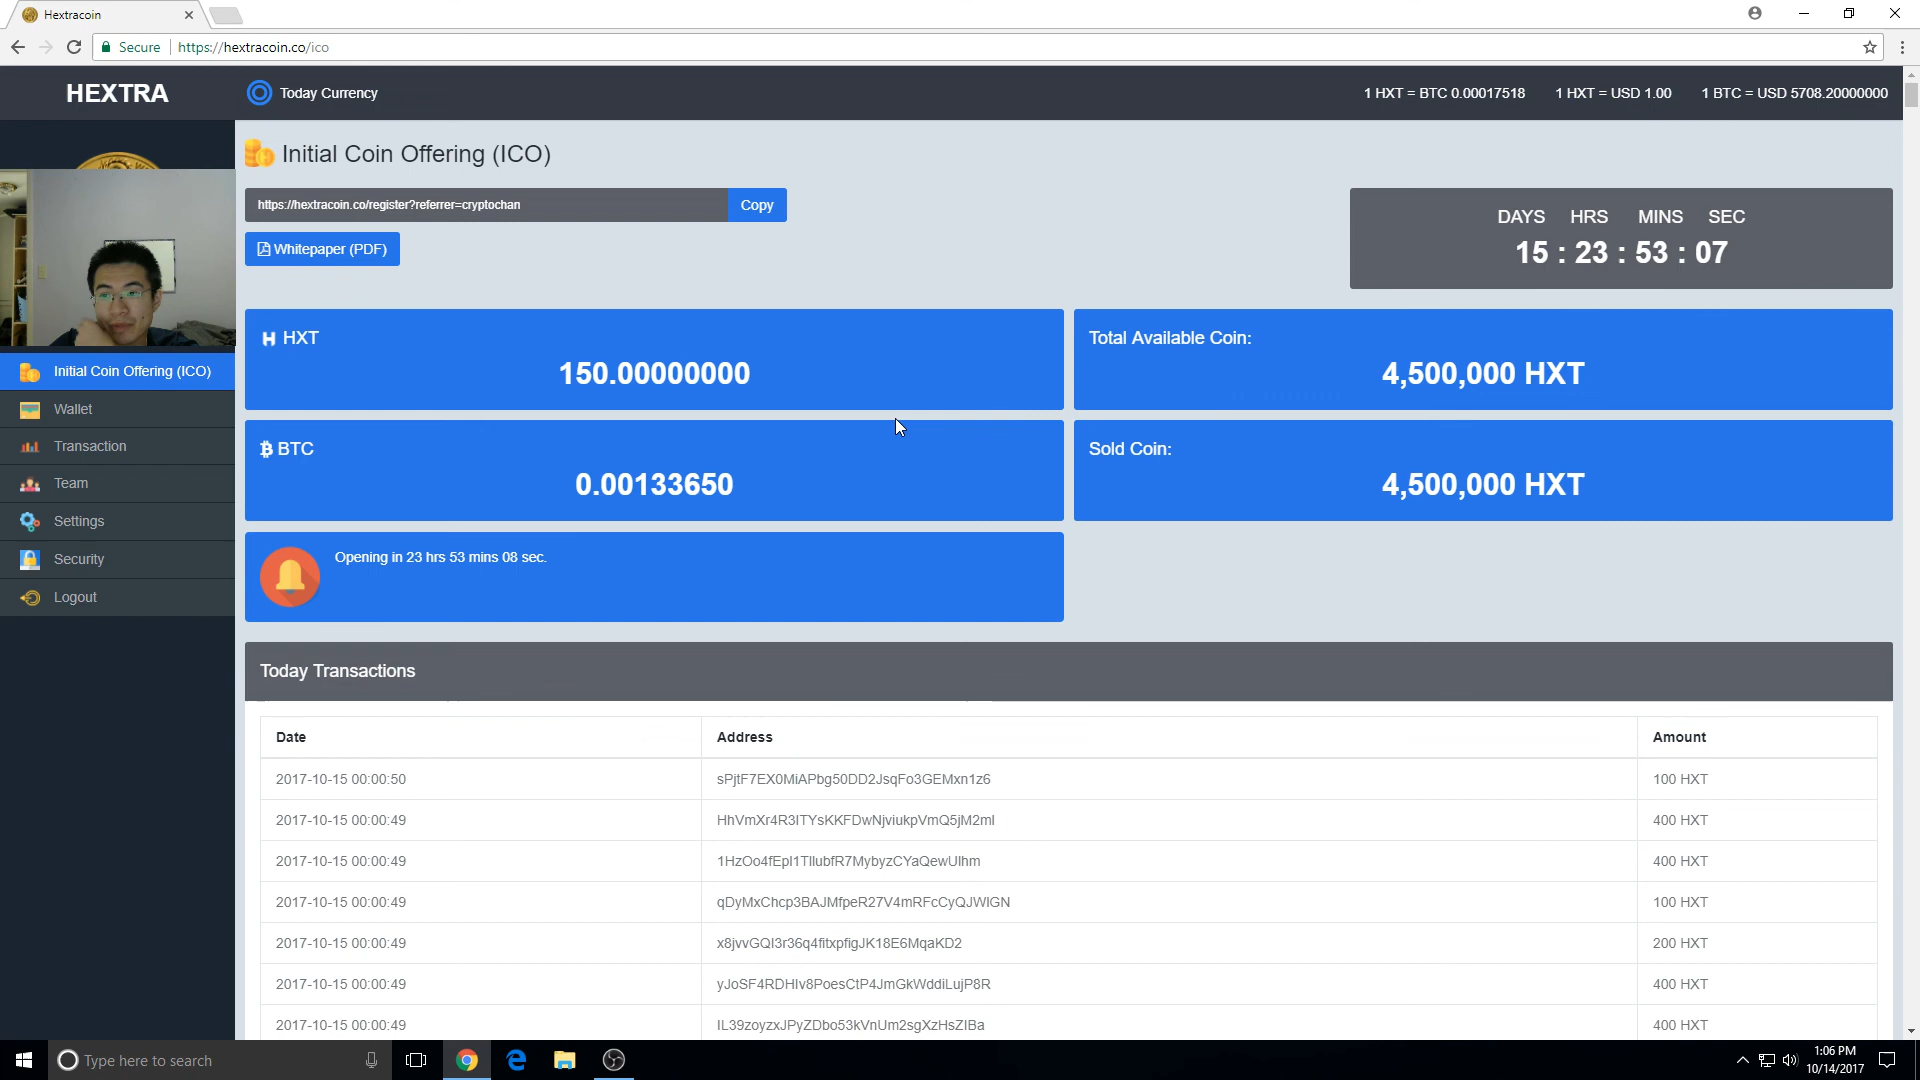 Hextracoin
Secure
https://hextracoin.co/ico
HEXTRA
Today Currency
1 HXT = BTC 0.00017518
1 HXT = USD 1.00
1 BTC = USD 5708.20000000
Initial Coin Offering (ICO)
https://hextracoin.co/register?referrer=cryptochan
Copy
Whitepaper (PDF)
DAYS HRS MINS SEC
15 : 23 : 53 : 07
HXT
150.00000000
Total Available Coin:
4,500,000 HXT
BTC
0.00133650
Sold Coin:
4,500,000 HXT
Opening in 23 hrs 53 mins 08 sec.
Initial Coin Offering (ICO)
Wallet
Transaction
Team
Settings
Security
Logout
Today Transactions
Date Address Amount
2017-10-15 00:00:50 sPjtF7EX0MiAPbg50DD2JsqFo3GEMxn1z6 100 HXT
2017-10-15 00:00:49 400 HXT
2017-10-15 00:00:49 400 HXT
2017-10-15 00:00:49 400 HXT
2017-10-15 00:00:49 100 HXT
2017-10-15 00:00:49 200 HXT
2017-10-15 00:00:49 400 HXT
2017-10-15 00:00:49 400 HXT
Type here to search
1:06 PM
10/14/2017